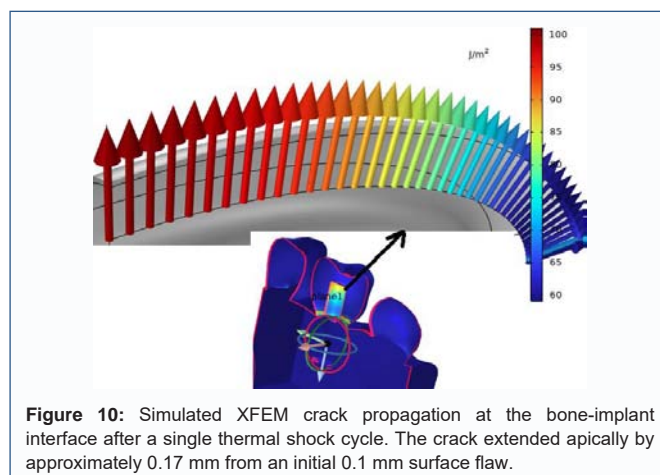 J/m²
100
95
90
85
80
65
60
plane1
Figure 10: Simulated XFEM crack propagation at the bone-implant
interface after a single thermal shock cycle. The crack extended apically by
approximately 0.17 mm from an initial 0.1 mm surface flaw.